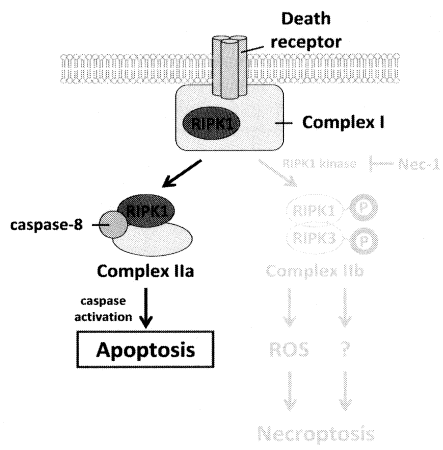 Death
receptor
RIPK1
Complex I
RIPK1 kinase
Nec-1
caspase-8
RIPK1
RIPK1
P
RIPK3
P
Complex IIa
Complex IIb
caspase
activation
Apoptosis
ROS
?
Necroptosis